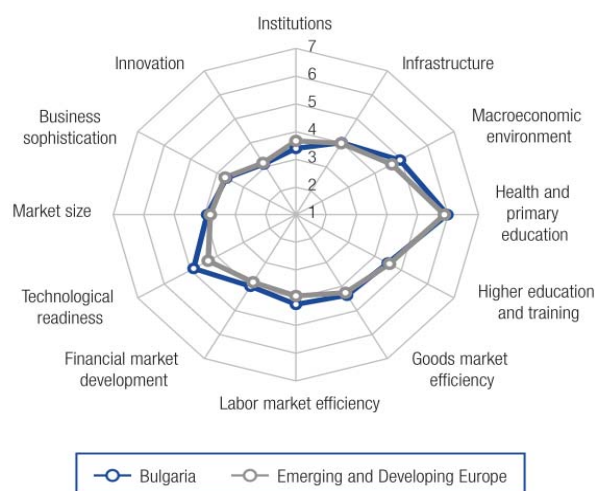 Institutions
7
6
5
4
3
2
1
Infrastructure
Macroeconomic
environment
Health and
primary
education
Higher education
and training
Goods market
efficiency
Labor market efficiency
Financial market
development
Technological
readiness
Market size
Business
sophistication
Innovation
Bulgaria
Emerging and Developing Europe